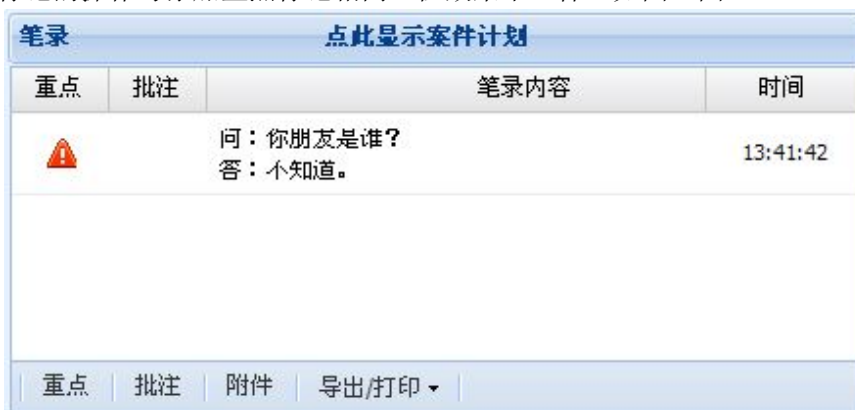 笔录 点此显示案件计划
重点 批注 笔录内容 时间
问：你朋友是谁？
答：不知道。
13:41:42
重点 批注 附件 导出/打印